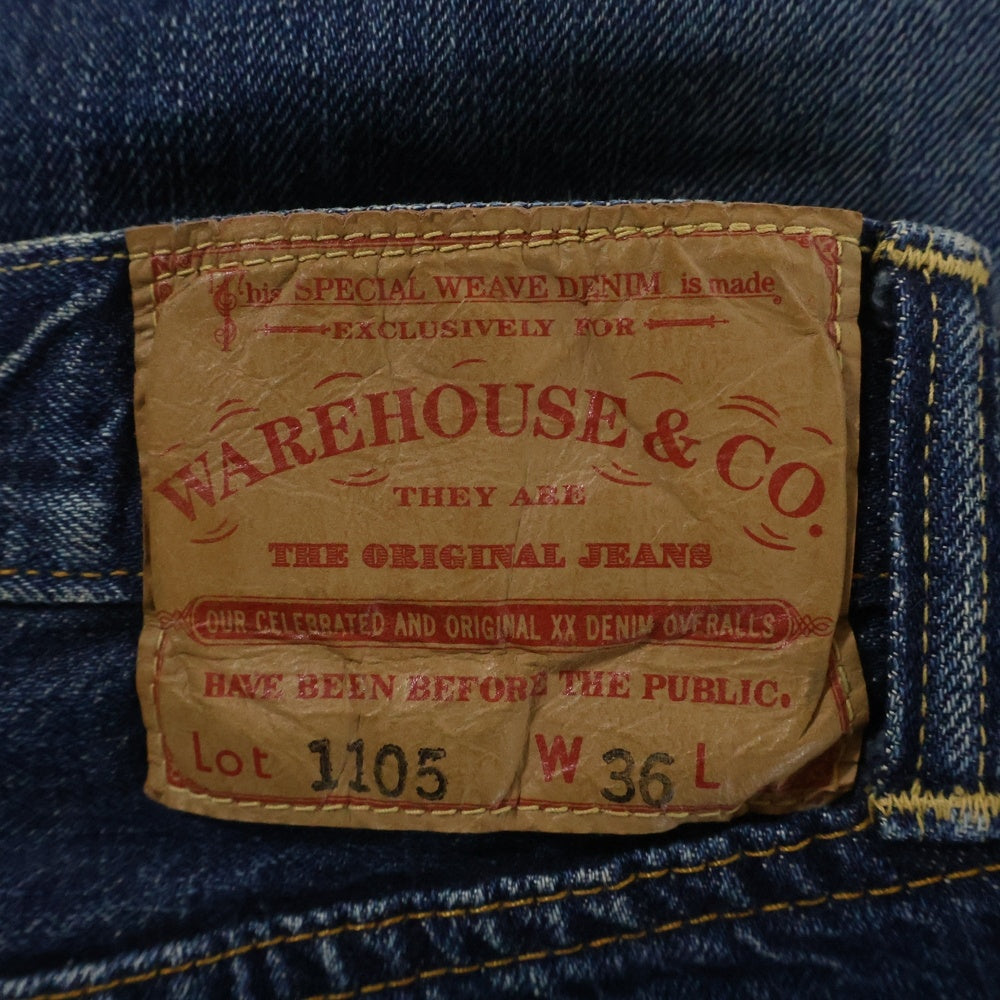 This SPECIAL WEAVE DENIM is made
EXCLUSIVELY FOR
WAREHOUSE & CO.
THEY ARE
THE ORIGINAL JEANS
OUR CELEBRATED AND ORIGINAL XX DENIM OVERALLS
HAVE BEEN BEFORE THE PUBLIC.
Lot 1105 W 36 L